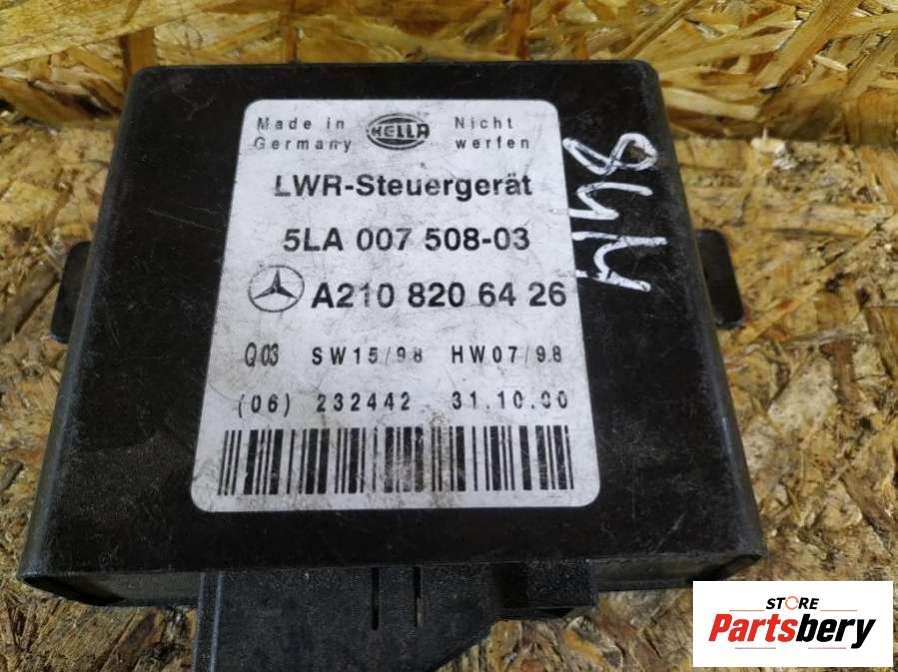 Made in
Germany
HELLA
Nicht
werfen
LWR-Steuergerät
5LA 007 508-03
A210 820 64 26
Q03 SW15/98 HW07/98
(06) 232442 31.10.00
844
STORE
Partsbery